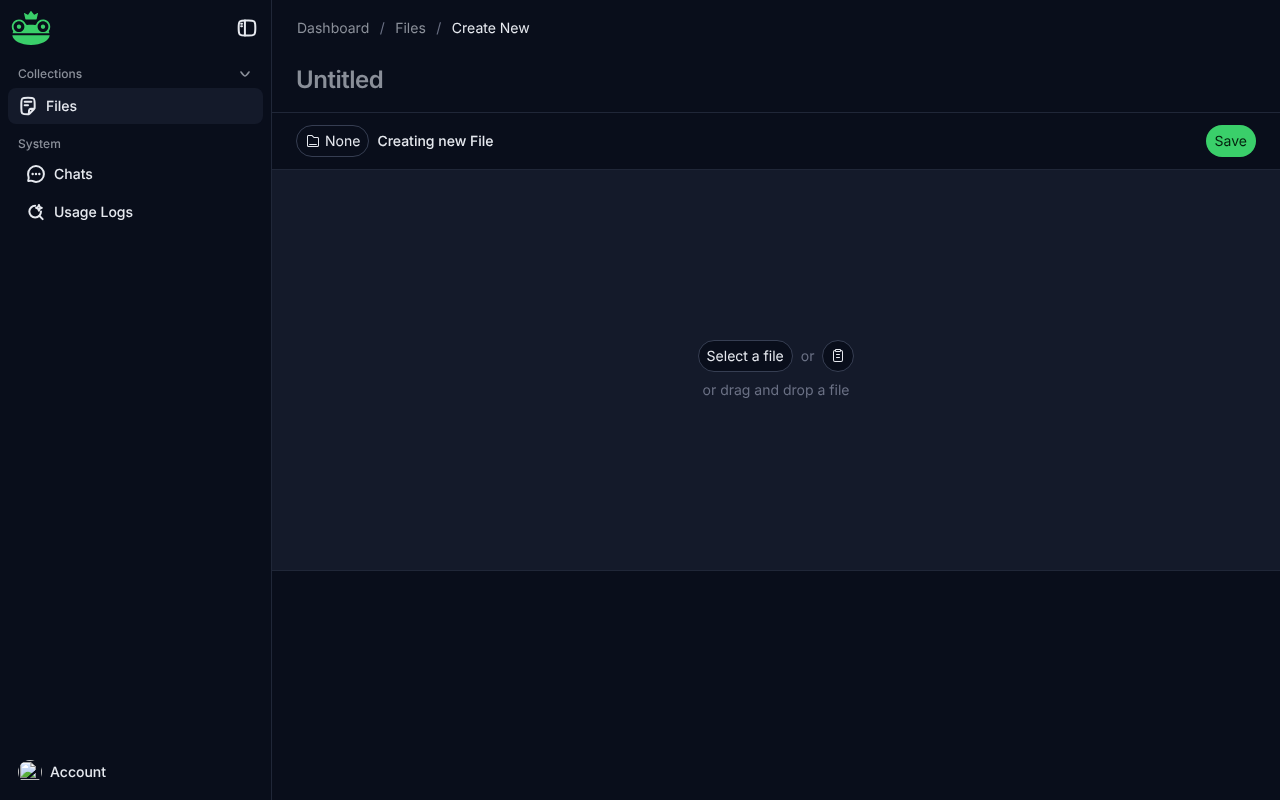 Dashboard / Files / Create New
Collections
Files
System
Chats
Usage Logs
Account
Untitled
None Creating new File Save
Select a file or
or drag and drop a file